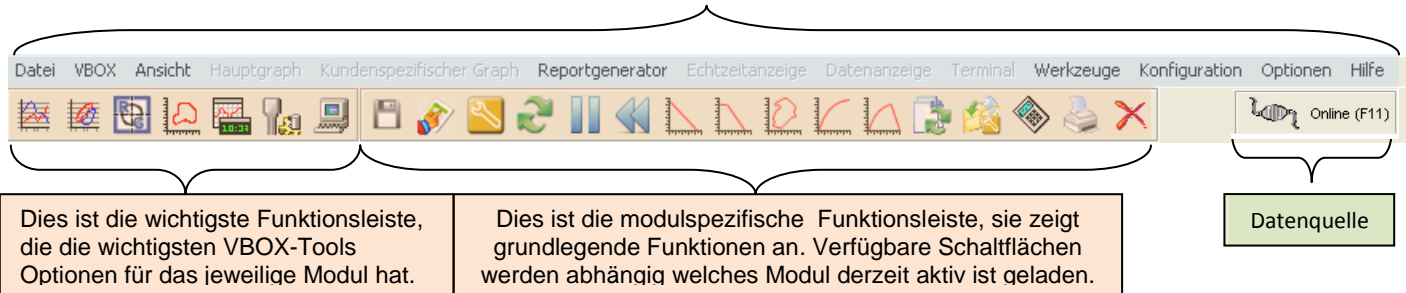 Datei VBOX Ansicht Hauptgraph Kundenspezifischer Graph Reportgenerator Echtzeitanzeige Datenanzeige Terminal Werkzeuge Konfiguration Optionen Hilfe
10:37
Online (F11)
Dies ist die wichtigste Funktionsleiste,
die die wichtigsten VBOX-Tools
Optionen für das jeweilige Modul hat.
Dies ist die modulspezifische Funktionsleiste, sie zeigt
grundlegende Funktionen an. Verfügbare Schaltflächen
werden abhängig welches Modul derzeit aktiv ist geladen.
Datenquelle